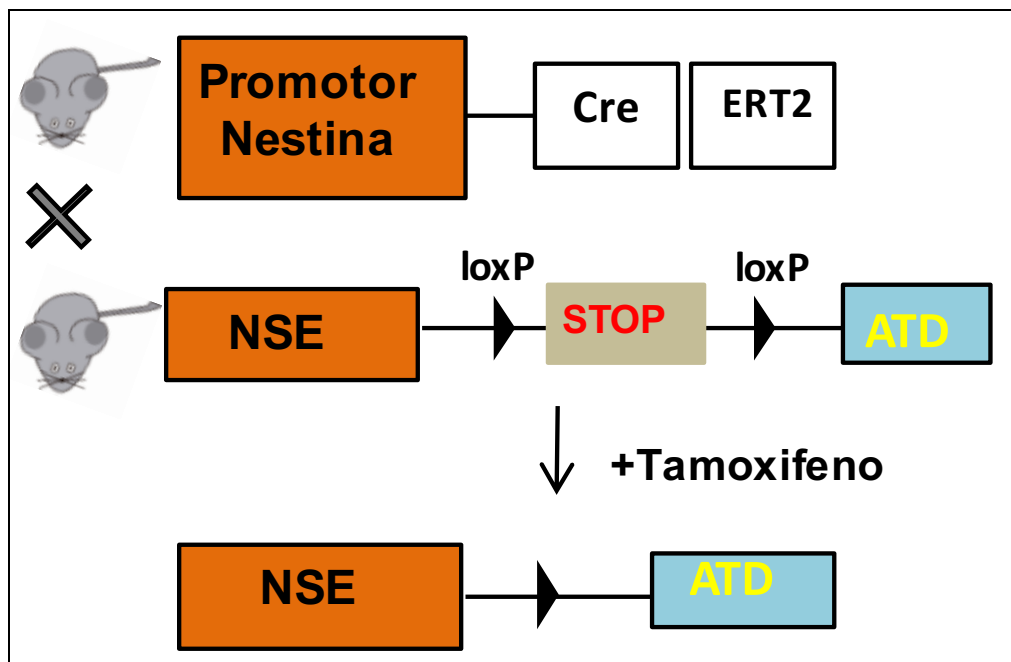 Promotor
Nestina
Cre
ERT2
loxP
loxP
NSE
STOP
ATD
+Tamoxifeno
NSE
ATD